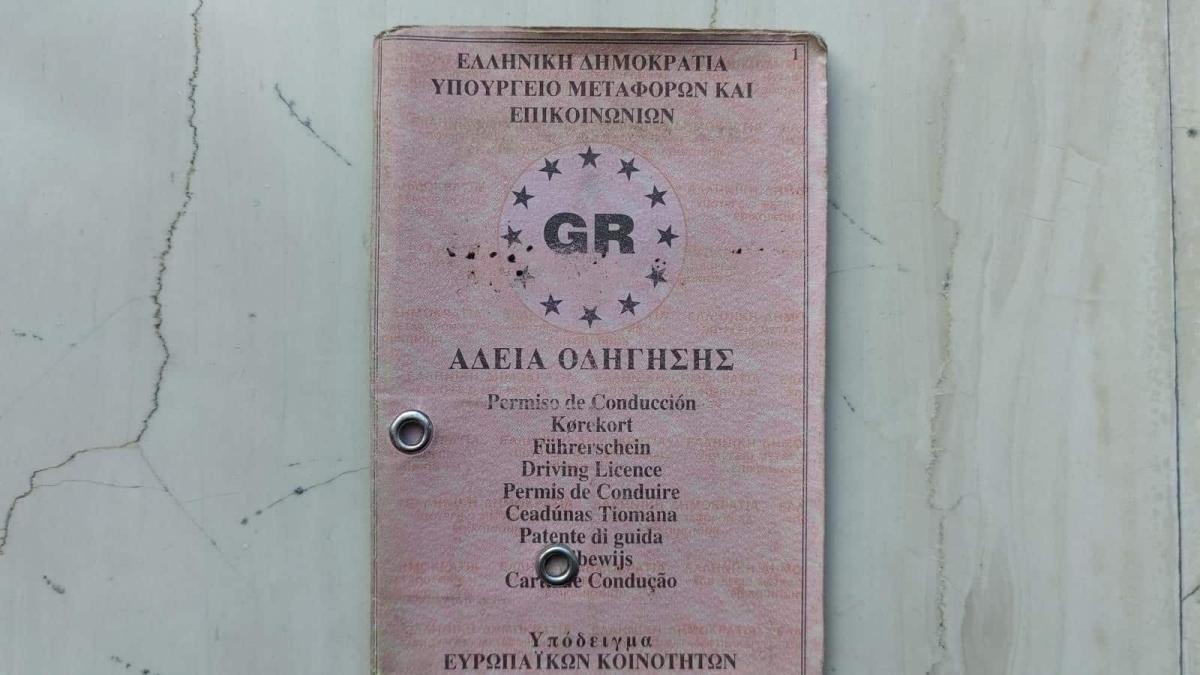 1
ΕΛΛΗΝΙΚΗ ΔΗΜΟΚΡΑΤΙΑ
ΥΠΟΥΡΓΕΙΟ ΜΕΤΑΦΟΡΩΝ ΚΑΙ
ΕΠΙΚΟΙΝΩΝΙΩΝ
GR
ΑΔΕΙΑ ΟΔΗΓΗΣΗΣ
Permiso de Conducción
Kørekort
Führerschein
Driving Licence
Permis de Conduire
Ceadúnas Tiomána
Patente di guida
de Condução
Υπόδειγμα
ΕΥΡΩΠΑΪΚΩΝ ΚΟΙΝΟΤΗΤΩΝ